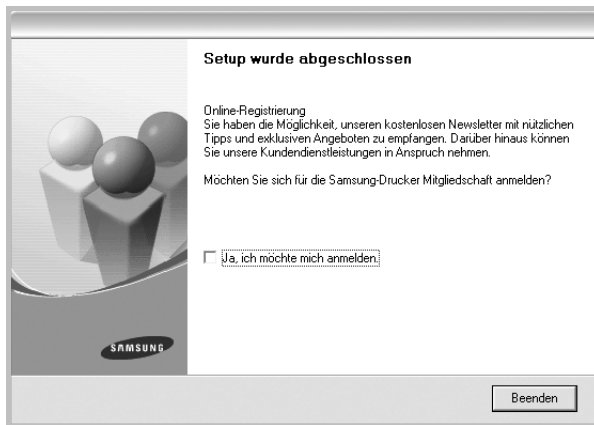 Setup wurde abgeschlossen
Online-Registrierung
Sie haben die Möglichkeit, unseren kostenlosen Newsletter mit nützlichen
Tipps und exklusiven Angeboten zu empfangen. Darüber hinaus können
Sie unsere Kundendienstleistungen in Anspruch nehmen.
Möchten Sie sich für die Samsung-Drucker Mitgliedschaft anmelden?
Ja, ich möchte mich anmelden.
SAMSUNG
Beenden